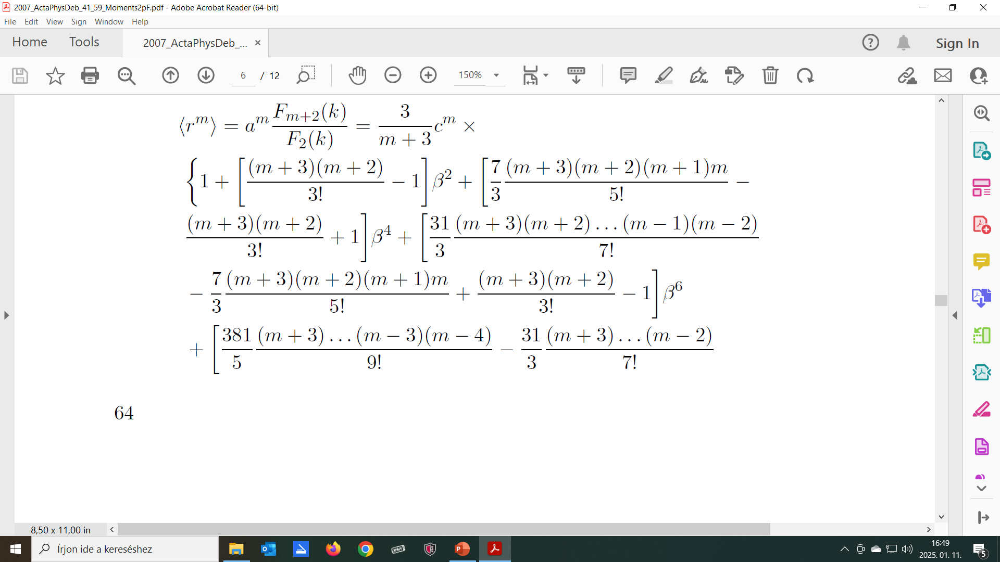 2007_ActaPhysDeb_41_59_Moments2pF.pdf - Adobe Acrobat Reader (64-bit)
File Edit View Sign Window Help
Home Tools 2007_ActaPhysDeb_... × Sign In
6 / 12 150%
⟨r^m⟩ = a^m F_{m+2}(k)/F_2(k) = 3/(m + 3) c^m ×
{1 + [(m + 3)(m + 2)/3! − 1]β^2 + [7/3 (m + 3)(m + 2)(m + 1)m/5! −
(m + 3)(m + 2)/3! + 1]β^4 + [31/3 (m + 3)(m + 2)...(m − 1)(m − 2)/7!
− 7/3 (m + 3)(m + 2)(m + 1)m/5! + (m + 3)(m + 2)/3! − 1]β^6
+ [381/5 (m + 3)...(m − 3)(m − 4)/9! − 31/3 (m + 3)...(m − 2)/7!
64
8,50 x 11,00 in
Írjon ide a kereséshez
16:49
2025. 01. 11.
5